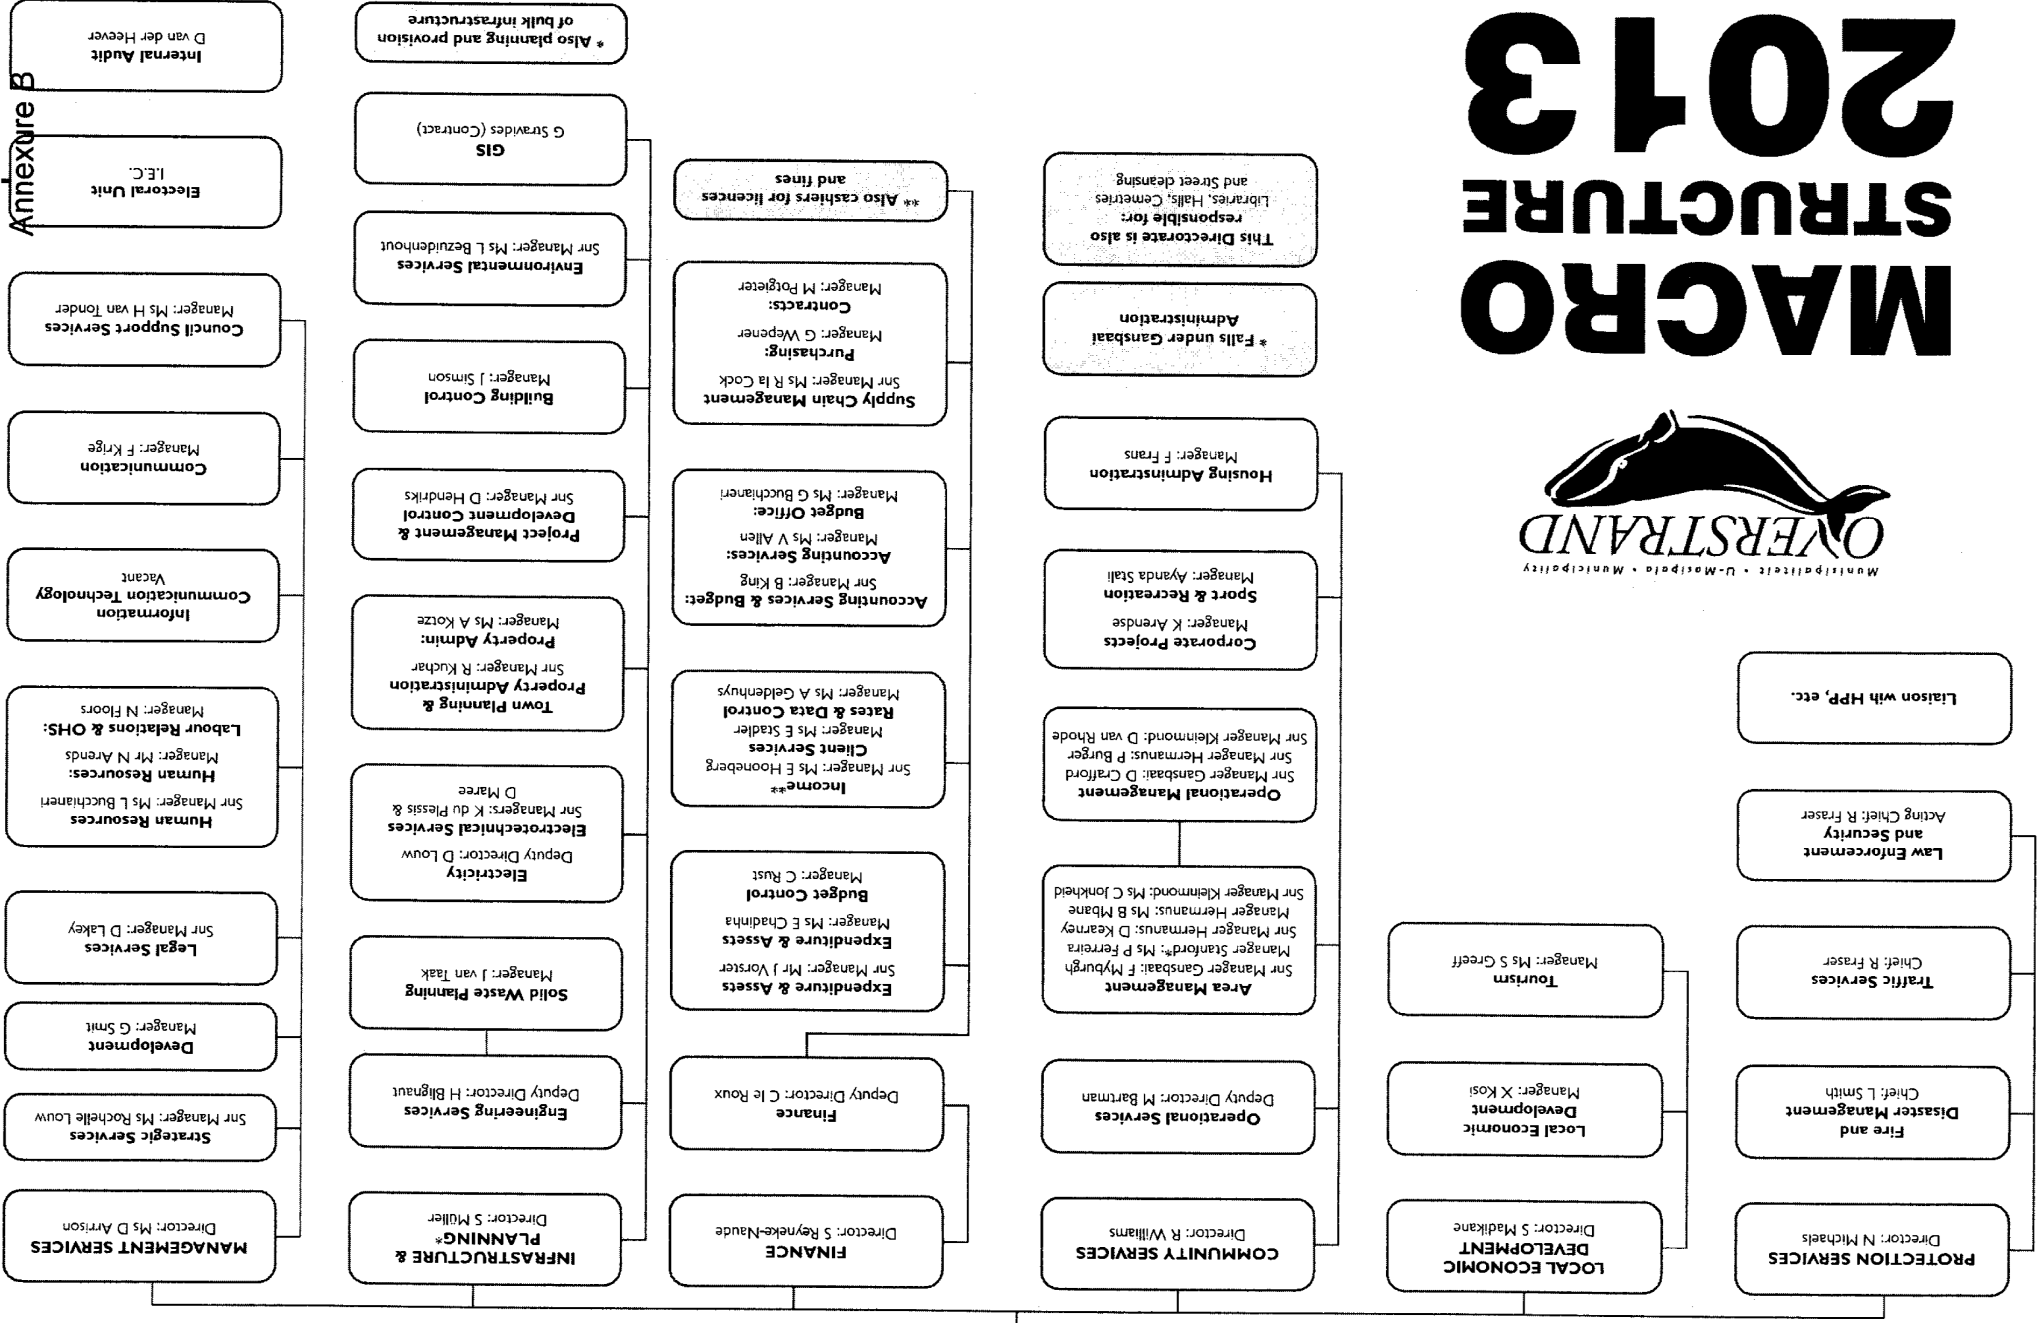 PROTECTION SERVICES
Director: N Michaels
Fire and
Disaster Management
Chief: L Smith
Traffic Services
Chief: R Fraser
Law Enforcement
and Security
Acting Chief: R Fraser
Liaison wih HPP, etc.
LOCAL ECONOMIC
DEVELOPMENT
Director: S Madikane
Local Economic
Development
Manager: X Kosi
Tourism
Manager: Ms S Greeff
COMMUNITY SERVICES
Director: R Williams
Operational Services
Deputy Director: M Bartman
Area Management
Snr Manager Gansbaai: F Myburgh
Manager Stanford*: Ms P Ferreira
Snr Manager Hermanus: D Kearney
Manager Hermanus: Ms B Mbane
Snr Manager Kleinmond: Ms C Jonkheid
Operational Management
Snr Manager Gansbaai: D Crafford
Snr Manager Hermanus: P Burger
Snr Manager Kleinmond: D van Rhode
Corporate Projects
Manager: K Arendse
Sport & Recreation
Manager: Ayanda Stali
Housing Adminstration
Manager: F Frans
* Falls under Gansbaai
Administration
This Directorate is also
responsible for:
Libraries, Halls, Cemetries
and Street cleansing
FINANCE
Director: S Reyneke-Naude
Finance
Deputy Director: C le Roux
Expenditure & Assets
Snr Manager: Mr J Vorster
Expenditure & Assets
Manager: Ms E Chadinha
Budget Control
Manager: C Rust
Income**
Snr Manager: Ms E Hooneberg
Client Services
Manager: Ms E Stadler
Rates & Data Control
Manager: Ms A Geldenhuys
Accounting Services & Budget:
Snr Manager: B King
Accounting Services:
Manager: Ms V Allen
Budget Office:
Manager: Ms G Bucchianeri
Supply Chain Management
Snr Manager: Ms R la Cock
Purchasing:
Manager: G Wepener
Contracts:
Manager: M Potgieter
** Also cashiers for licences
and fines
INFRASTRUCTURE &
PLANNING*
Director: S Müller
Engineering Services
Deputy Director: H Blignaut
Solid Waste Planning
Manager: J van Taak
Electricity
Deputy Director: D Louw
Electrotechnical Services
Snr Managers: K du Plessis &
D Maree
Town Planning &
Property Administration
Snr Manager: R Kuchar
Property Admin:
Manager: Ms A Kotze
Project Management &
Development Control
Snr Manager: D Hendriks
Building Control
Manager: J Simson
Environmental Services
Snr Manager: Ms L Bezuidenhout
GIS
G Stravides (Contract)
* Also planning and provision
of bulk infrastructure
MANAGEMENT SERVICES
Director: Ms D Arrison
Strategic Services
Snr Manager: Ms Rochelle Louw
Development
Manager: G Smit
Legal Services
Snr Manager: D Lakey
Human Resources
Snr Manager: Ms L Bucchianeri
Human Resources:
Manager: Mr N Arends
Labour Relations & OHS:
Manager: N Floors
Information
Communication Technology
Vacant
Communication
Manager: F Krige
Council Support Services
Manager: Ms H van Tonder
Electoral Unit
I.E.C.
Internal Audit
D van der Heever
Munisipaliteit • U-Masipala • Municipality
OVERSTRAND
MACRO
STRUCTURE
2013
Annexure B